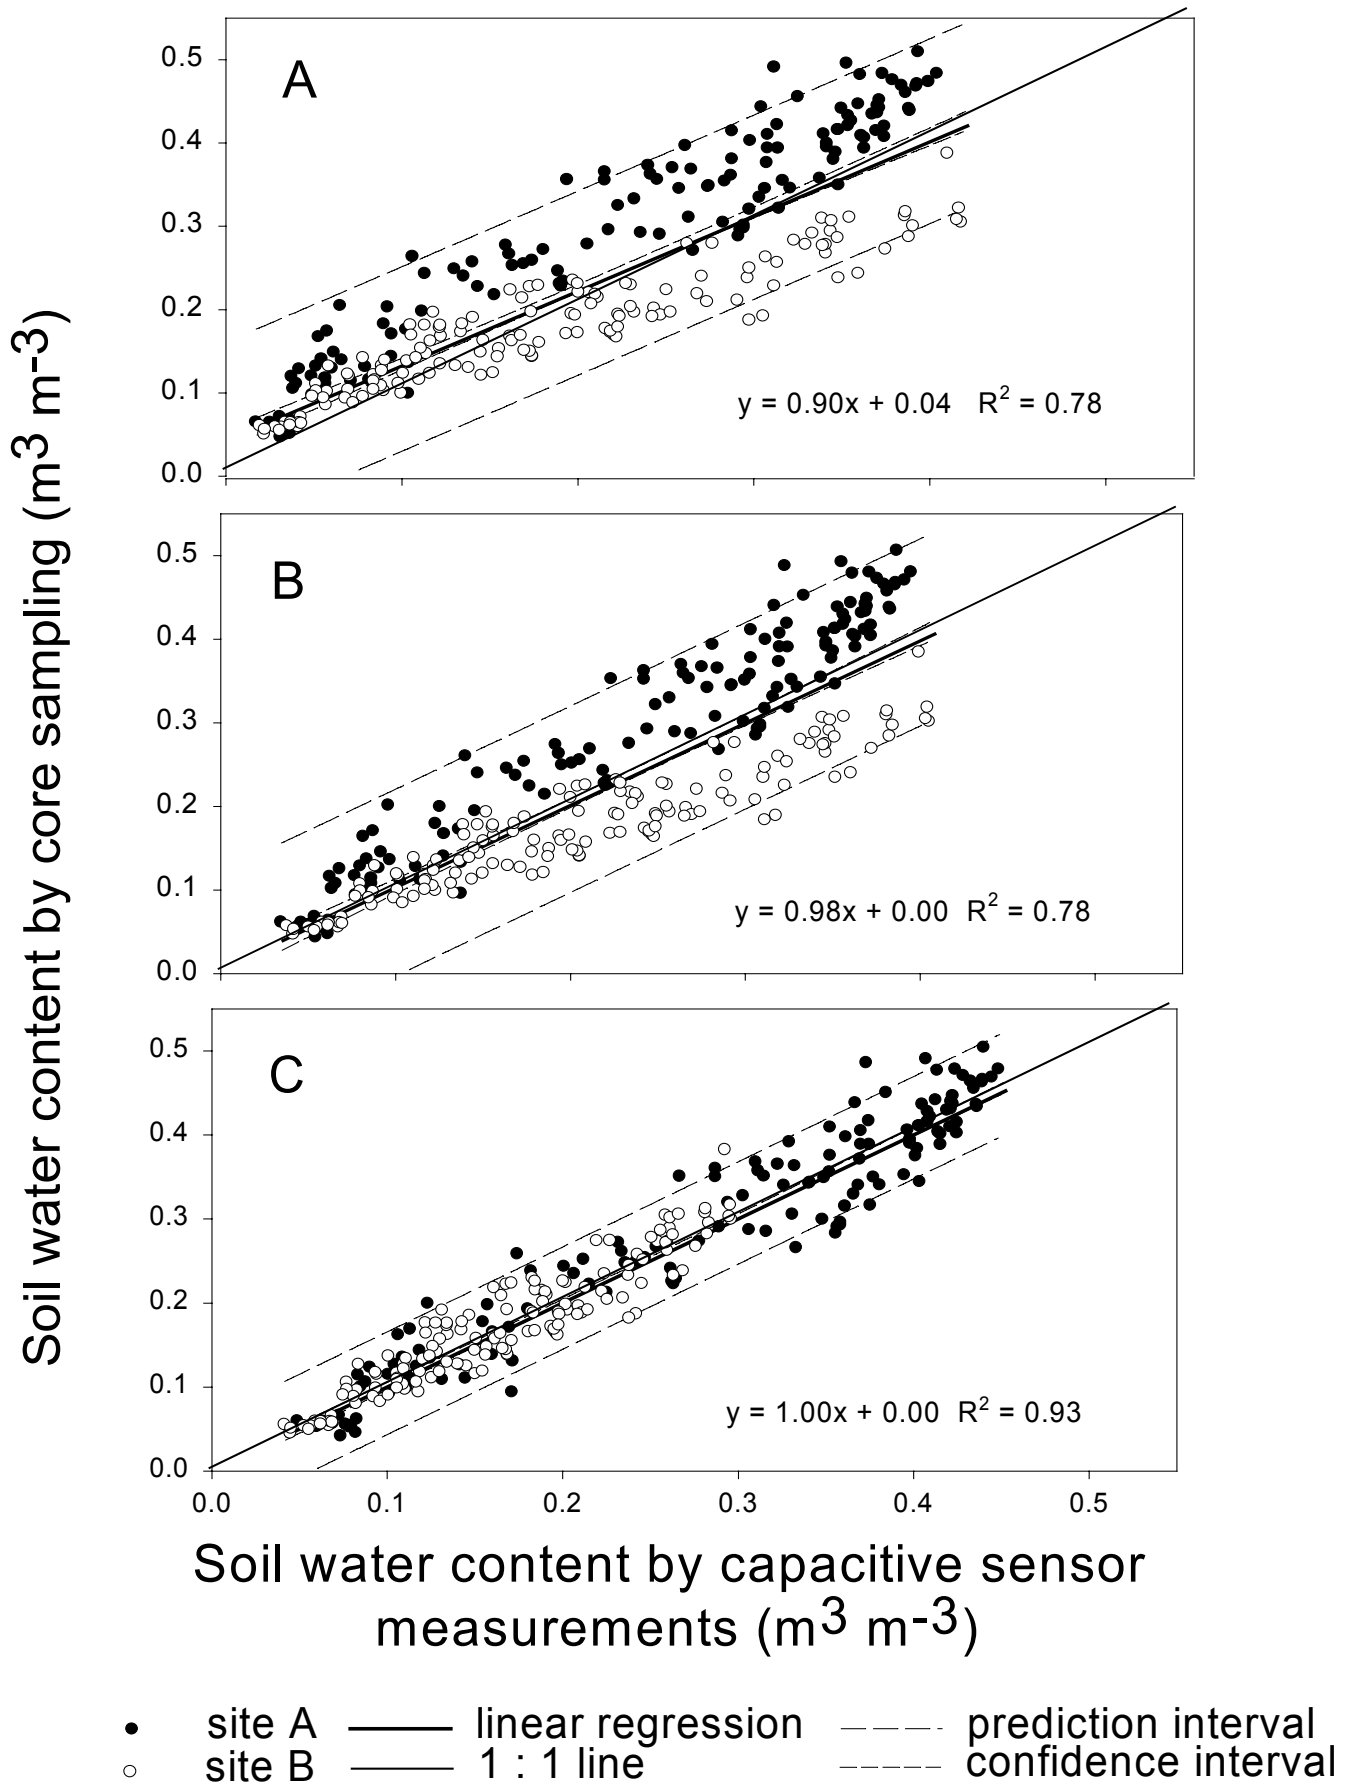 Soil water content by core sampling (m³ m⁻³)
A
0.5
0.4
0.3
0.2
0.1
0.0
y = 0.90x + 0.04 R² = 0.78
B
0.5
0.4
0.3
0.2
0.1
0.0
y = 0.98x + 0.00 R² = 0.78
C
0.5
0.4
0.3
0.2
0.1
0.0
y = 1.00x + 0.00 R² = 0.93
0.0 0.1 0.2 0.3 0.4 0.5
Soil water content by capacitive sensor
measurements (m³ m⁻³)
site A linear regression prediction interval
site B 1 : 1 line confidence interval